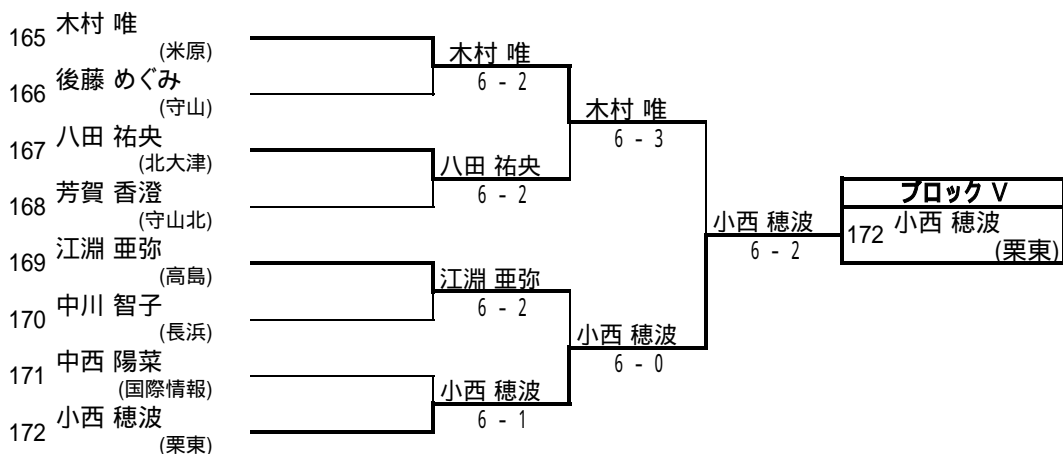 165 木村 唯
(米原)
166 後藤 めぐみ
(守山)
167 八田 祐央
(北大津)
168 芳賀 香澄
(守山北)
169 江淵 亜弥
(高島)
170 中川 智子
(長浜)
171 中西 陽菜
(国際情報)
172 小西 穂波
(栗東)
木村 唯
6 - 2
八田 祐央
6 - 2
江淵 亜弥
6 - 2
小西 穂波
6 - 1
木村 唯
6 - 3
小西 穂波
6 - 0
小西 穂波
6 - 2
ブロック V
172 小西 穂波
(栗東)